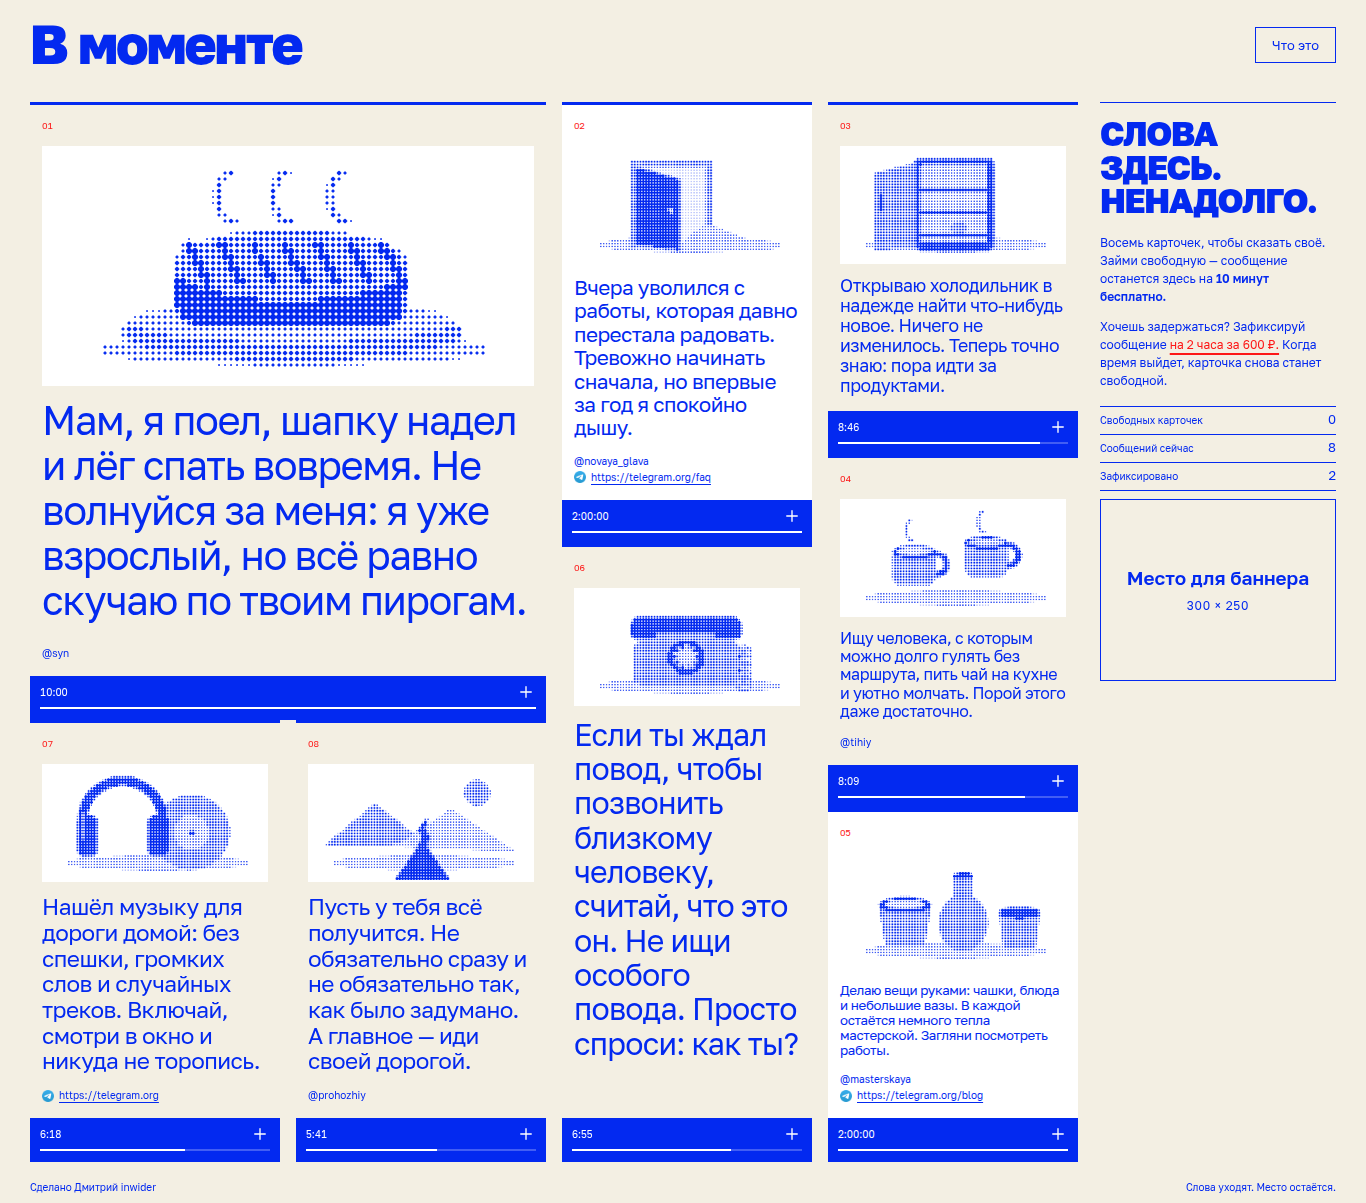 В моменте
Что это
01
Мам, я поел, шапку надел
и лёг спать вовремя. Не
волнуйся за меня: я уже
взрослый, но всё равно
скучаю по твоим пирогам.
@syn
10:00
02
Вчера уволился с
работы, которая давно
перестала радовать.
Тревожно начинать
сначала, но впервые
за год я спокойно
дышу.
@novaya_glava
https://telegram.org/faq
2:00:00
03
Открываю холодильник в
надежде найти что-нибудь
новое. Ничего не
изменилось. Теперь точно
знаю: пора идти за
продуктами.
8:46
04
Ищу человека, с которым
можно долго гулять без
маршрута, пить чай на кухне
и уютно молчать. Порой этого
даже достаточно.
@tihiy
8:09
05
Делаю вещи руками: чашки, блюда
и небольшие вазы. В каждой
остаётся немного тепла
мастерской. Загляни посмотреть
работы.
@masterskaya
https://telegram.org/blog
2:00:00
06
Если ты ждал
повод, чтобы
позвонить
близкому
человеку,
считай, что это
он. Не ищи
особого
повода. Просто
спроси: как ты?
6:55
07
Нашёл музыку для
дороги домой: без
спешки, громких
слов и случайных
треков. Включай,
смотри в окно и
никуда не торопись.
https://telegram.org
6:18
08
Пусть у тебя всё
получится. Не
обязательно сразу и
не обязательно так,
как было задумано.
А главное — иди
своей дорогой.
@prohozhiy
5:41
СЛОВА
ЗДЕСЬ.
НЕНАДОЛГО.
Восемь карточек, чтобы сказать своё.
Займи свободную — сообщение
останется здесь на 10 минут
бесплатно.
Хочешь задержаться? Зафиксируй
сообщение на 2 часа за 600 ₽. Когда
время выйдет, карточка снова станет
свободной.
Свободных карточек 0
Сообщений сейчас 8
Зафиксировано 2
Место для баннера
300 × 250
Сделано Дмитрий inwider
Слова уходят. Место остаётся.